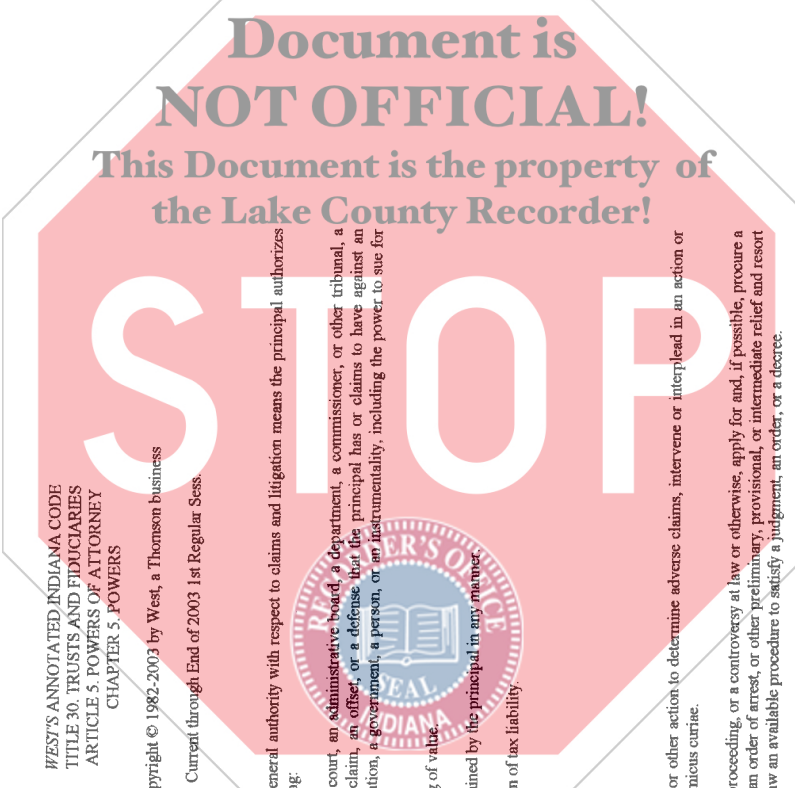 Document is
NOT OFFICIAL!
This Document is the property of
the Lake County Recorder!
STOP
RECORDER'S OFFICE
SEAL
INDIANA
WEST'S ANNOTATED INDIANA CODE
TITLE 30. TRUSTS AND FIDUCIARIES
ARTICLE 5. POWERS OF ATTORNEY
CHAPTER 5. POWERS
pyright © 1982-2003 by West, a Thomson business
Current through End of 2003 1st Regular Sess.
eneral authority with respect to claims and litigation means the principal authorizes
g:
court, an administrative board, a department, a commissioner, or other tribunal, a
claim, an offset, or a defense that the principal has or claims to have against an
tion, a government, a person, or an instrumentality, including the power to sue for
g of value.
ined by the principal in any manner.
n of tax liability.
or other action to determine adverse claims, intervene or interplead in an action or
micus curiae.
proceeding, or a controversy at law or otherwise, apply for and, if possible, procure a
an order of arrest, or other preliminary, provisional, or intermediate relief and resort
aw an available procedure to satisfy a judgment, an order, or a decree.